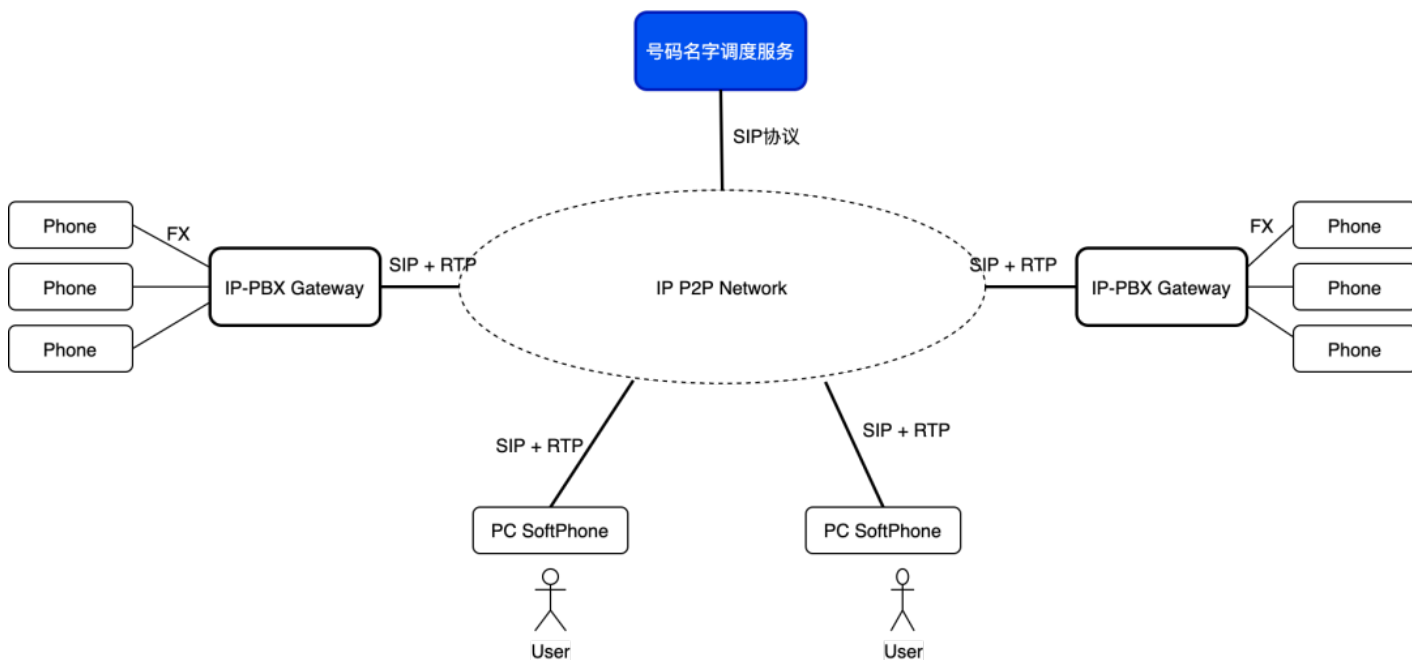 号码名字调度服务
SIP协议
Phone
FX
FX
Phone
IP-PBX Gateway
SIP + RTP
IP P2P Network
SIP + RTP
IP-PBX Gateway
Phone
Phone
Phone
Phone
SIP + RTP
SIP + RTP
PC SoftPhone
PC SoftPhone
User
User